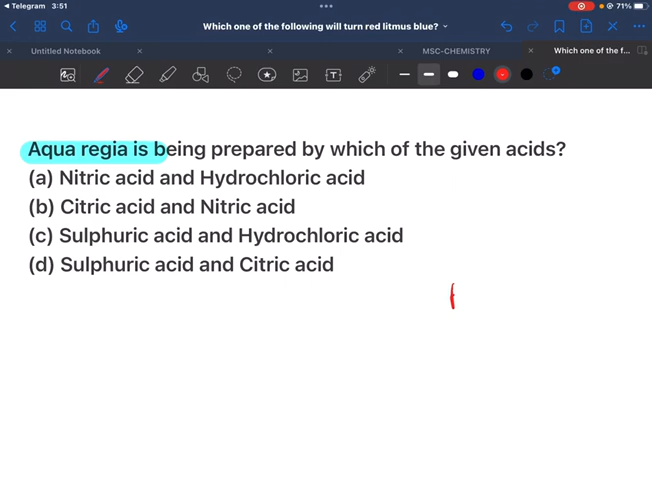 Telegram 3:51
71%
Which one of the following will turn red litmus blue?
Untitled Notebook
MSC-CHEMISTRY
Which one of the f...
T
Aqua regia is being prepared by which of the given acids?
(a) Nitric acid and Hydrochloric acid
(b) Citric acid and Nitric acid
(c) Sulphuric acid and Hydrochloric acid
(d) Sulphuric acid and Citric acid